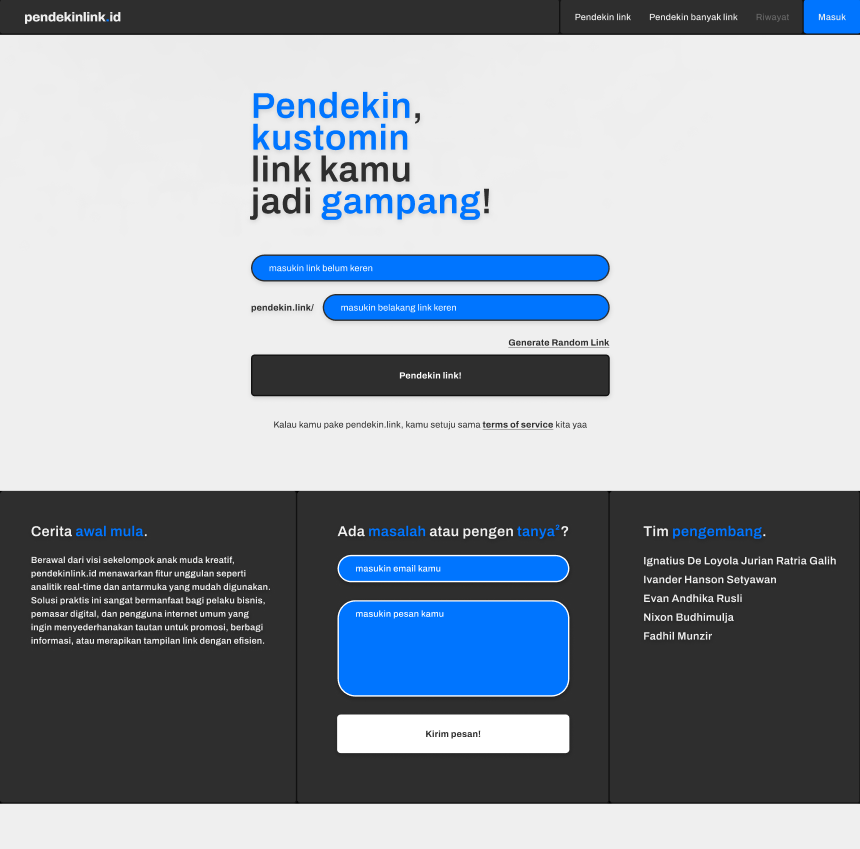 pendekinlink.id
Pendekin link
Pendekin banyak link
Riwayat
Masuk
Pendekin,
kustomin
link kamu
jadi gampang!
masukin link belum keren
pendekin.link/
masukin belakang link keren
Generate Random Link
Pendekin link!
Kalau kamu pake pendekin.link, kamu setuju sama terms of service kita yaa
Cerita awal mula.
Berawal dari visi sekelompok anak muda kreatif,
pendekinlink.id menawarkan fitur unggulan seperti
analitik real-time dan antarmuka yang mudah digunakan.
Solusi praktis ini sangat bermanfaat bagi pelaku bisnis,
pemasar digital, dan pengguna internet umum yang
ingin menyederhanakan tautan untuk promosi, berbagi
informasi, atau merapikan tampilan link dengan efisien.
Ada masalah atau pengen tanya²?
masukin email kamu
masukin pesan kamu
Kirim pesan!
Tim pengembang.
Ignatius De Loyola Jurian Ratria Galih
Ivander Hanson Setyawan
Evan Andhika Rusli
Nixon Budhimulja
Fadhil Munzir